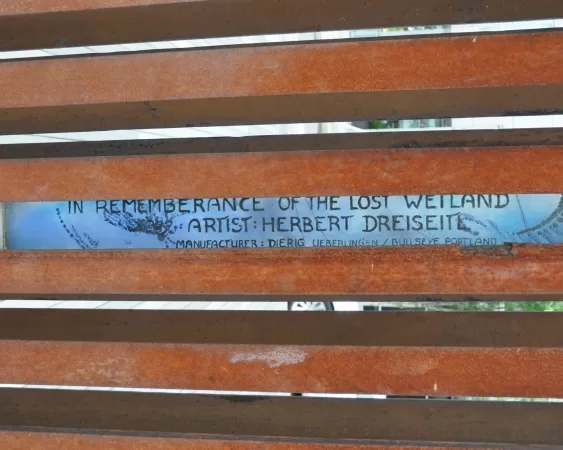 IN REMEMBERANCE OF THE LOST WETLAND
ARTIST: HERBERT DREISEITL
MANUFACTURER: DIERIG UEBERLINGEN / BULLSEYE PORTLAND